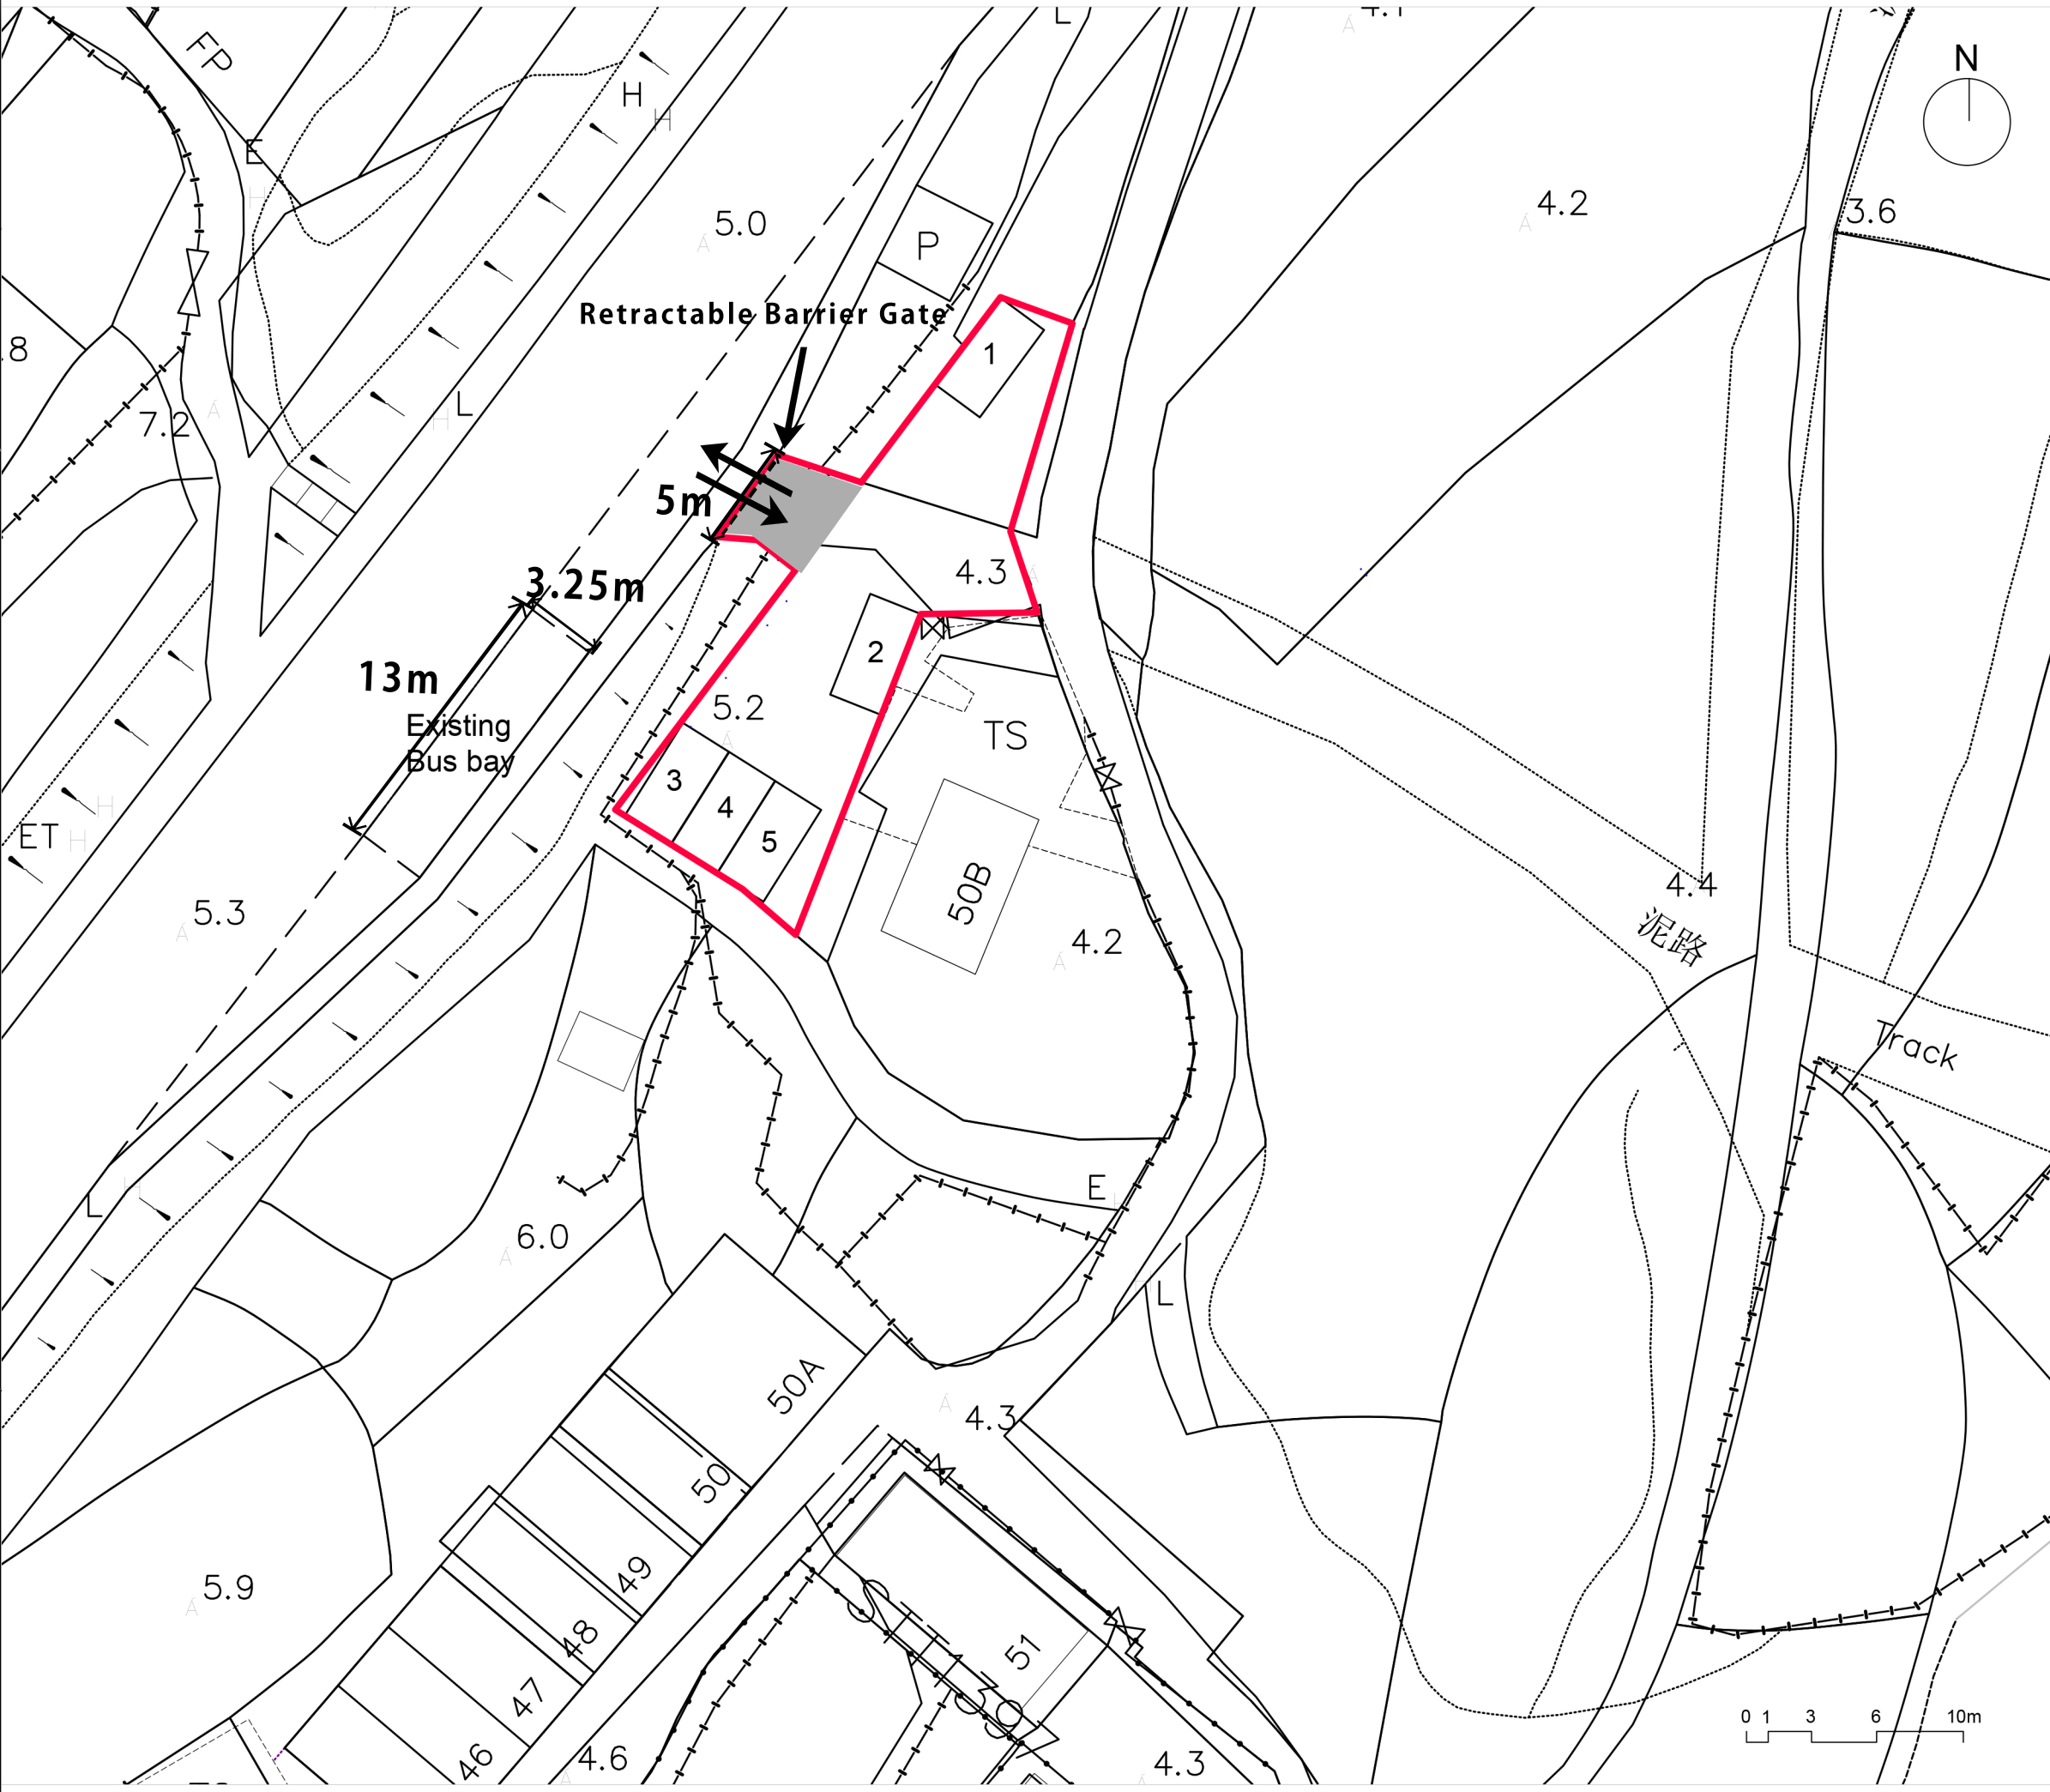 L
4.1
FP
N
H
H
E
H
4.2
3.6
5.0
P
Retractable Barrier Gate
.8
1
L
H
7.2
5m
4.3
3.25m
2
13m
5.2
Existing
Bus bay
TS
3
4
5
H
ET
H
50B
4.4
5.3
泥路
4.2
Track
L
E
6.0
L
50A
4.3
50
49
5.9
48
51
47
0 1 3 6 10m
46
4.6
4.3